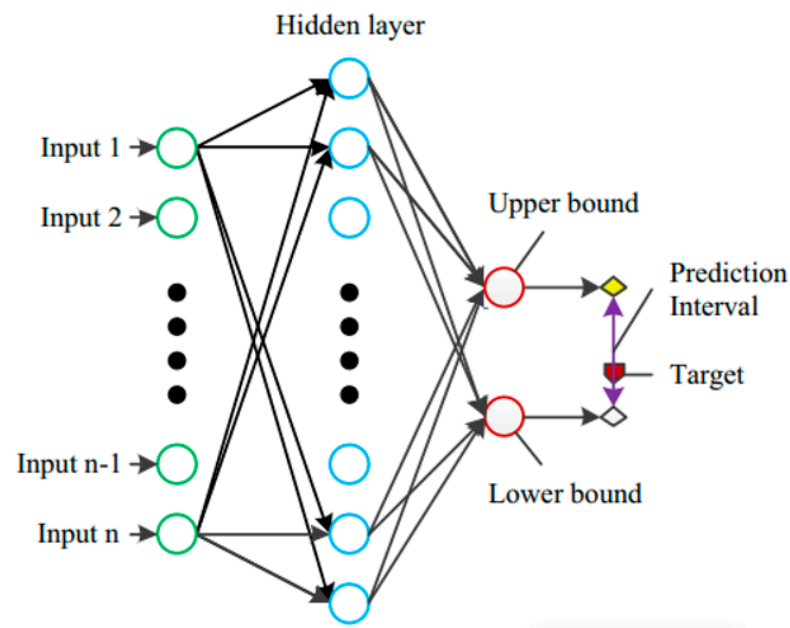 Hidden layer
Input 1
Input 2
Upper bound
Prediction
Interval
Target
Input n-1
Lower bound
Input n